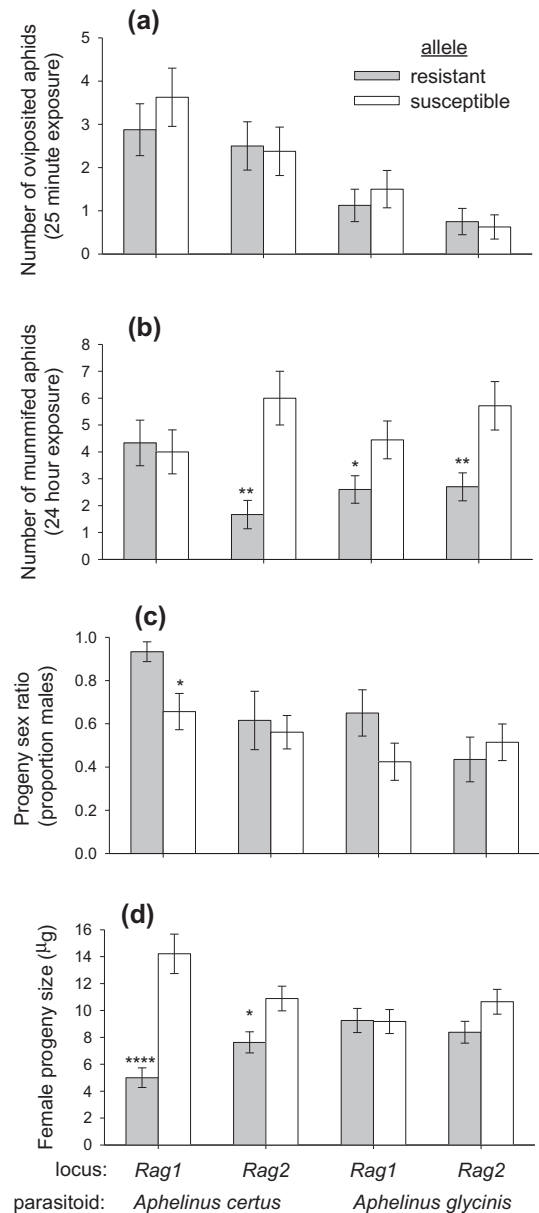 (a)
allele
resistant
susceptible
Number of oviposited aphids
(25 minute exposure)
5
4
3
2
1
0
(b)
Number of mummifed aphids
(24 hour exposure)
8
7
6
5
4
3
2
1
0
**
*
**
(c)
Progeny sex ratio
(proportion males)
1.0
0.8
0.6
0.4
0.2
0.0
*
(d)
Female progeny size (µg)
16
14
12
10
8
6
4
2
0
****
*
locus: Rag1 Rag2 Rag1 Rag2
parasitoid: Aphelinus certus Aphelinus glycinis